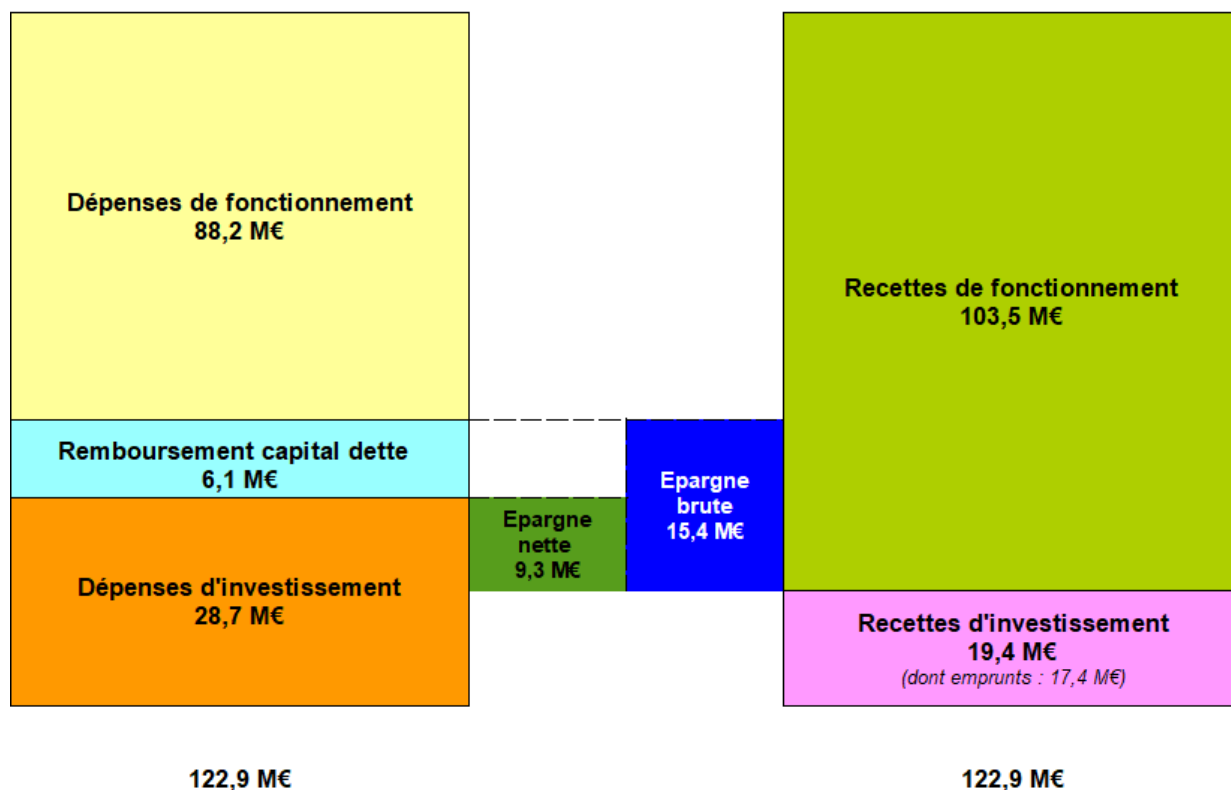 Dépenses de fonctionnement
88,2 M€
Remboursement capital dette
6,1 M€
Dépenses d'investissement
28,7 M€
Epargne
nette
9,3 M€
Epargne
brute
15,4 M€
Recettes de fonctionnement
103,5 M€
Recettes d'investissement
19,4 M€
(dont emprunts : 17,4 M€)
122,9 M€
122,9 M€